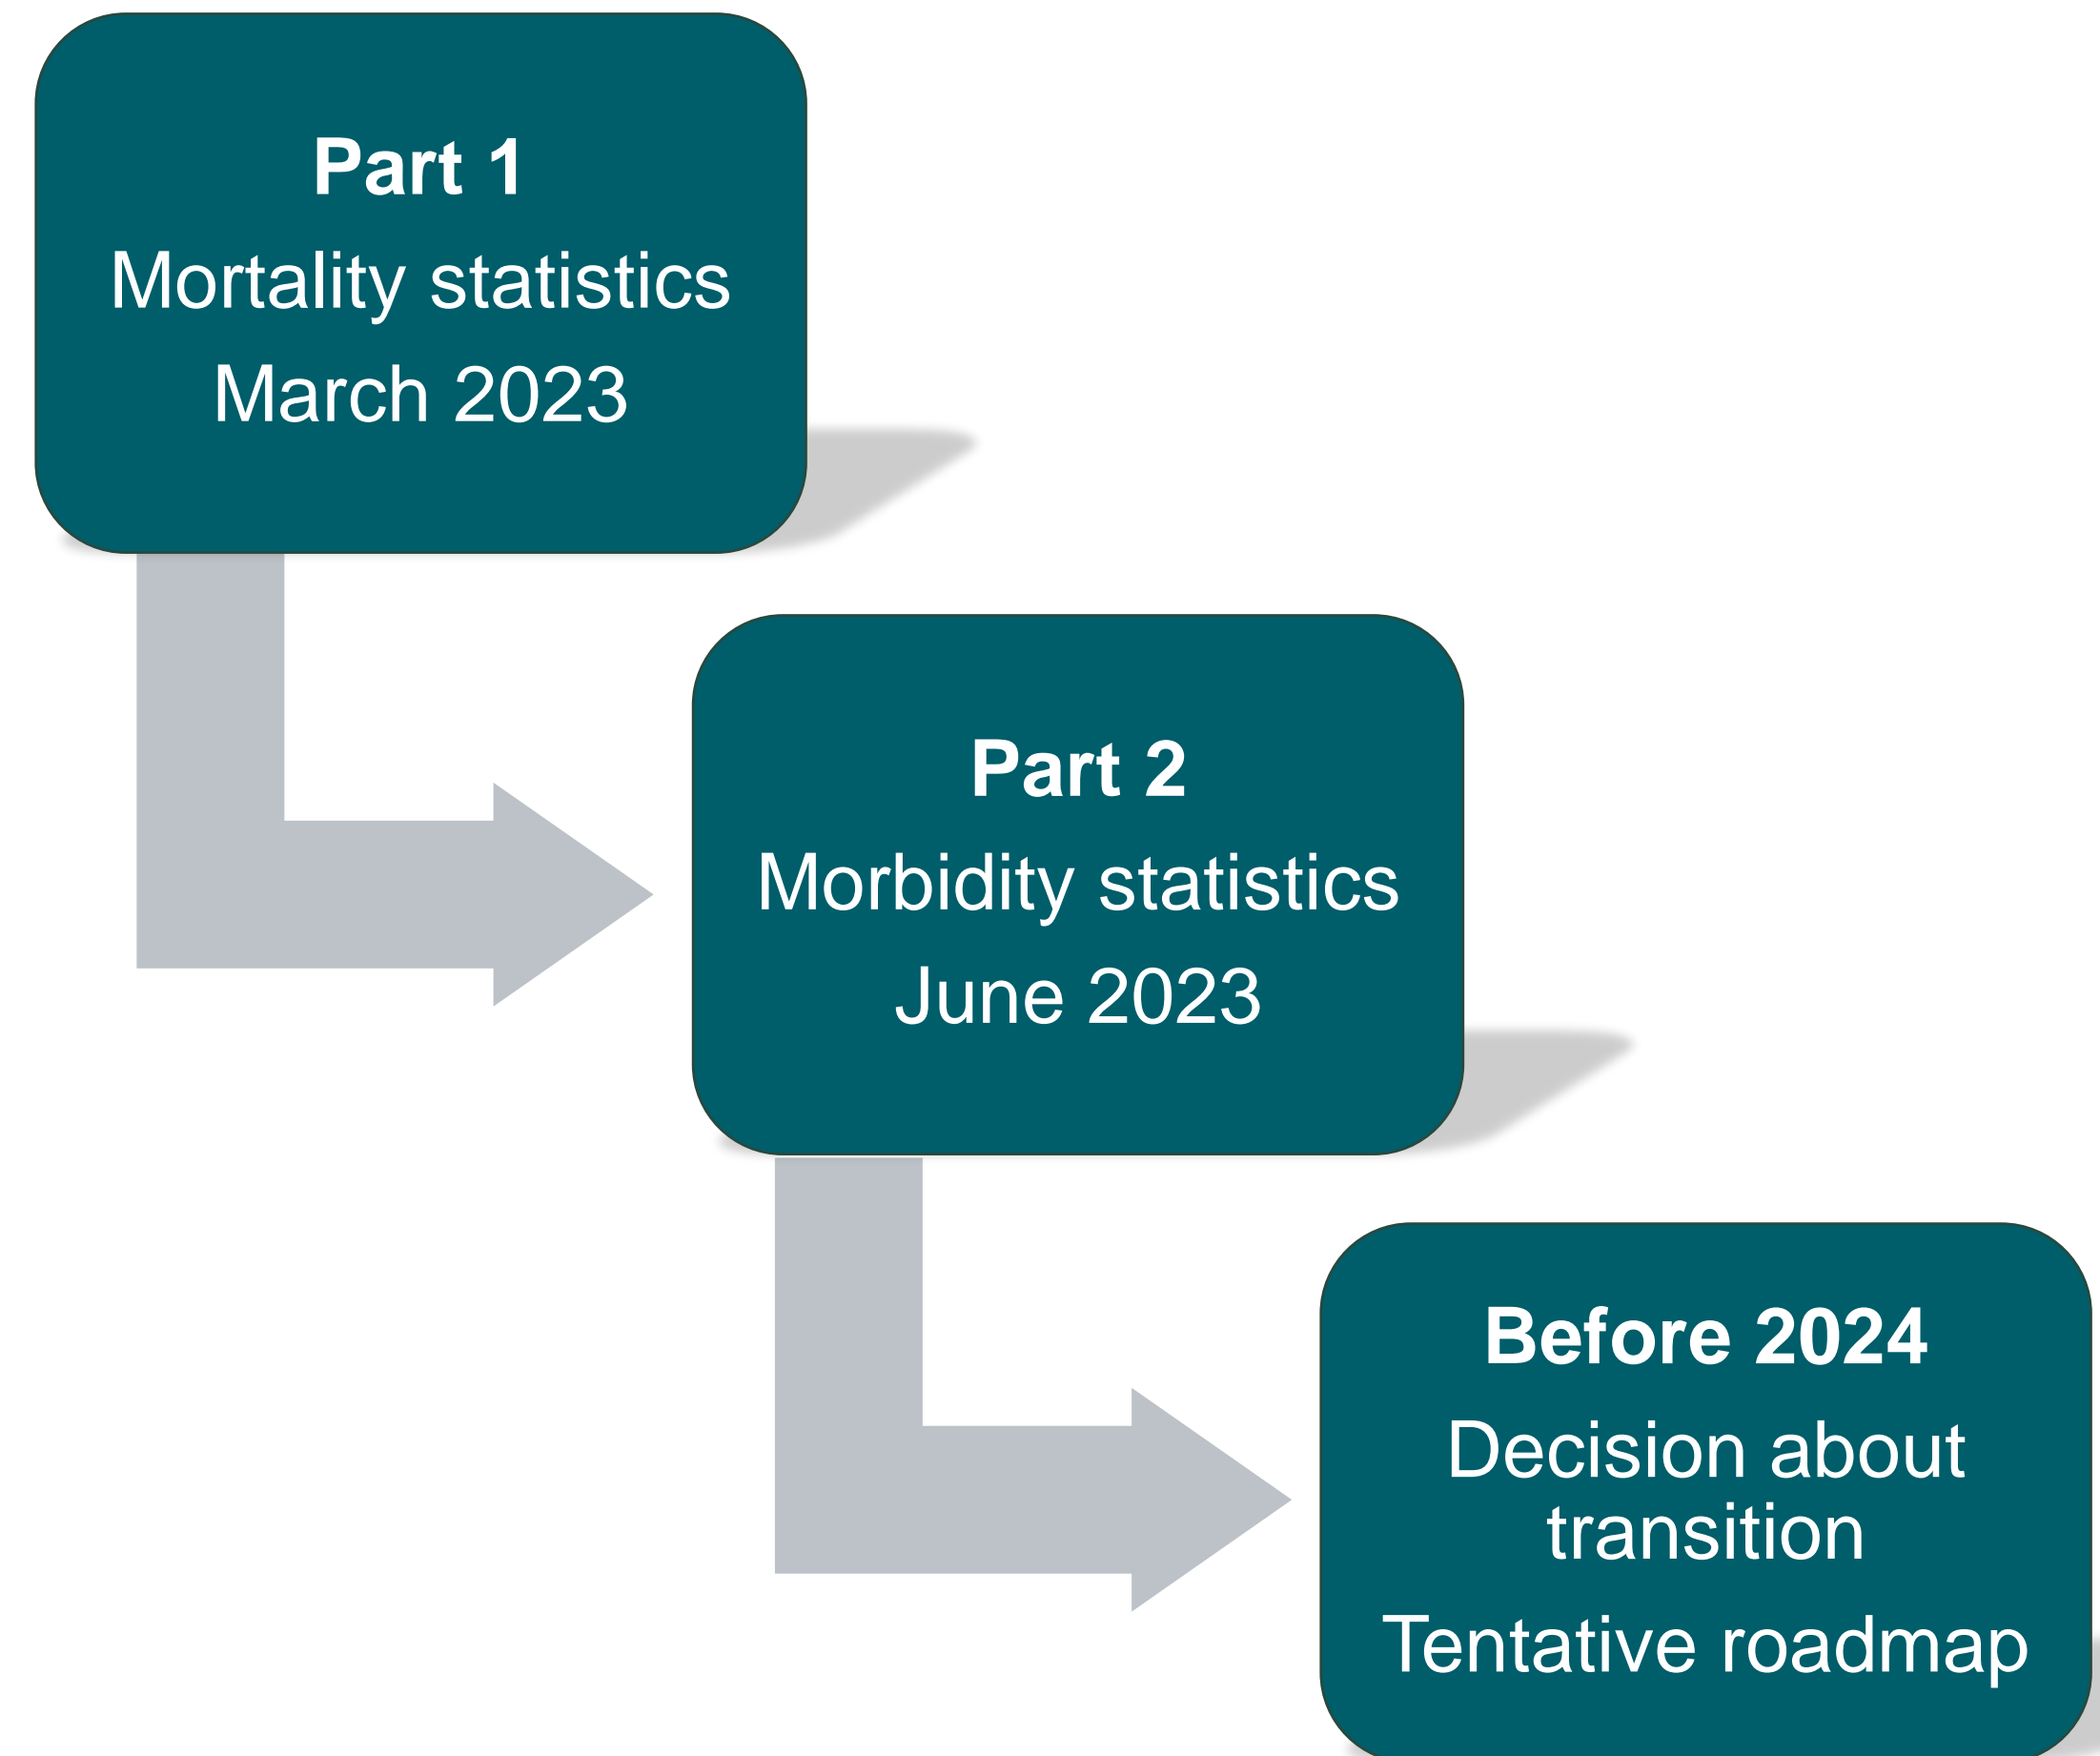 Part 1
Mortality statistics
March 2023
Part 2
Morbidity statistics
June 2023
Before 2024
Decision about
transition
Tentative roadmap